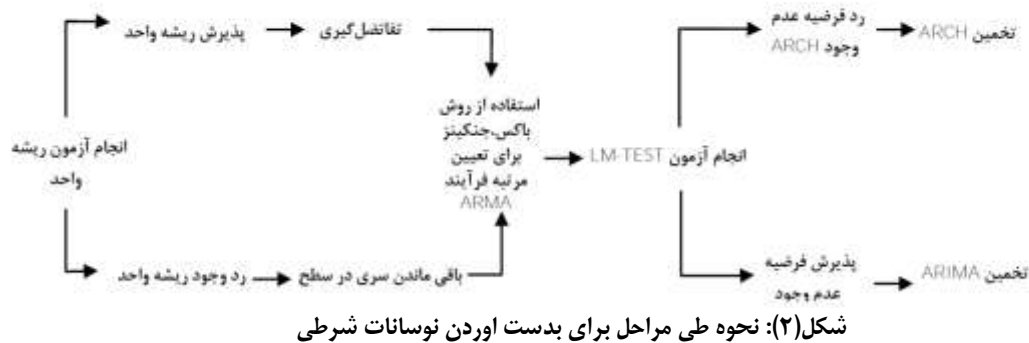 انجام آزمون ریشه
واحد
پذیرش ریشه واحد
تفاتضل‌گیری
رد وجود ریشه واحد
باقی ماندن سری در سطح
استفاده از روش
باکس،جنکینز
برای تعیین
مرتبه فرآیند
ARMA
انجام آزمون LM-TEST
رد فرضیه عدم
وجود ARCH
تخمین ARCH
پذیرش فرضیه
عدم وجود
تخمین ARIMA
شکل(۲): نحوه طی مراحل برای بدست اوردن نوسانات شرطی